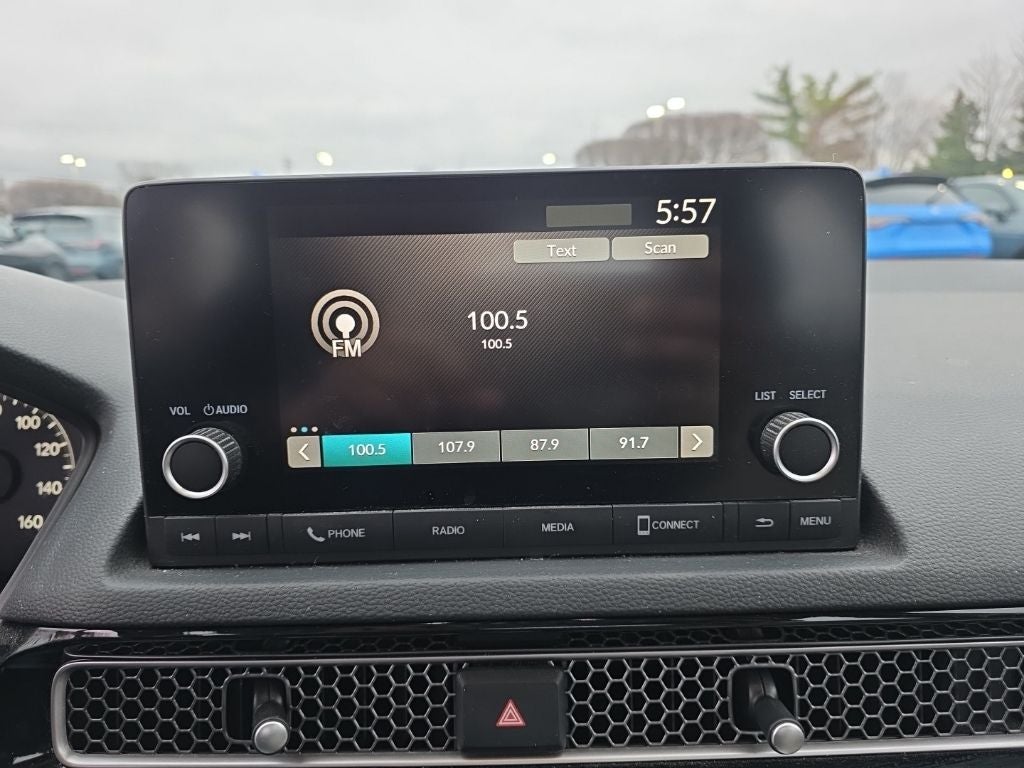 5:57
Text Scan
FM
100.5
100.5
100.5 107.9 87.9 91.7
VOL AUDIO
LIST SELECT
PHONE RADIO MEDIA CONNECT MENU
100
120
140
160